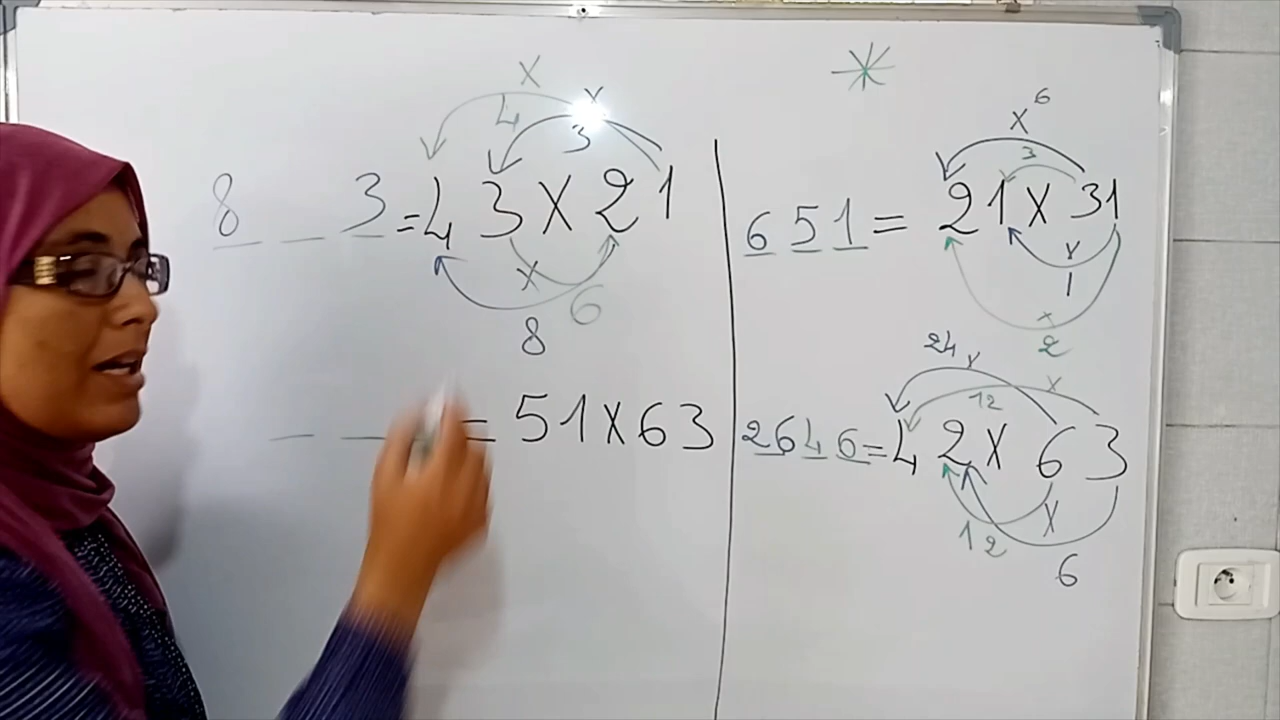 8 _ 3 = 43 X 21
X
4
X
3
X
6
8
_ _ = 51 X 63
*
651 = 21 X 31
X 6
3
X
1
X
2
2646 = 42 X 63
24 X
X
12
12
X
6